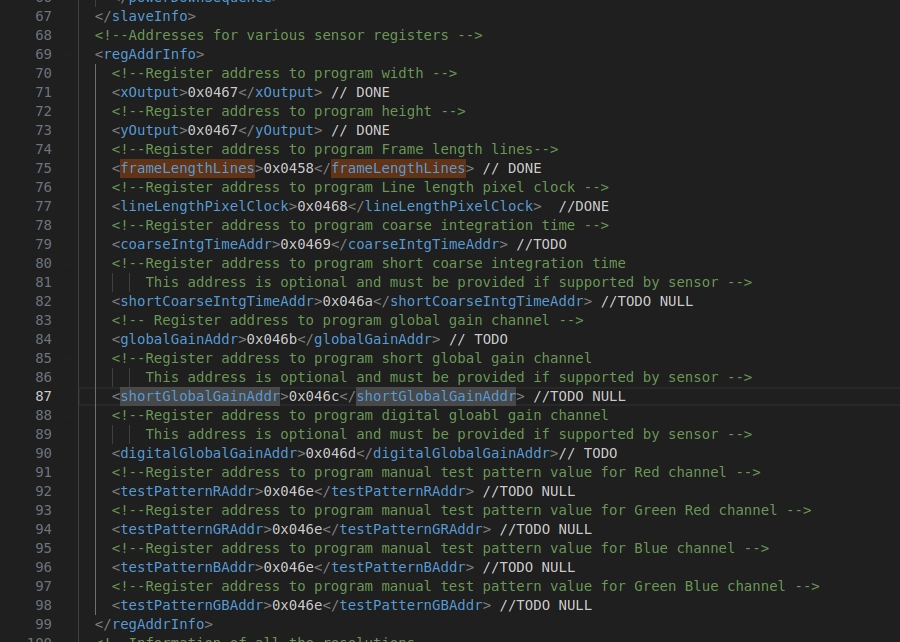 67 </slaveInfo>
68 <!--Addresses for various sensor registers -->
69 <regAddrInfo>
70 <!--Register address to program width -->
71 <xOutput>0x0467</xOutput> // DONE
72 <!--Register address to program height -->
73 <yOutput>0x0467</yOutput> // DONE
74 <!--Register address to program Frame length lines-->
75 <frameLengthLines>0x0458</frameLengthLines> // DONE
76 <!--Register address to program Line length pixel clock -->
77 <lineLengthPixelClock>0x0468</lineLengthPixelClock>  //DONE
78 <!--Register address to program coarse integration time -->
79 <coarseIntgTimeAddr>0x0469</coarseIntgTimeAddr> //TODO
80 <!--Register address to program short coarse integration time
81 This address is optional and must be provided if supported by sensor -->
82 <shortCoarseIntgTimeAddr>0x046a</shortCoarseIntgTimeAddr> //TODO NULL
83 <!-- Register address to program global gain channel -->
84 <globalGainAddr>0x046b</globalGainAddr> // TODO
85 <!--Register address to program short global gain channel
86 This address is optional and must be provided if supported by sensor -->
87 <shortGlobalGainAddr>0x046c</shortGlobalGainAddr> //TODO NULL
88 <!--Register address to program digital gloabl gain channel
89 This address is optional and must be provided if supported by sensor -->
90 <digitalGlobalGainAddr>0x046d</digitalGlobalGainAddr>// TODO
91 <!--Register address to program manual test pattern value for Red channel -->
92 <testPatternRAddr>0x046e</testPatternRAddr> //TODO NULL
93 <!--Register address to program manual test pattern value for Green Red channel -->
94 <testPatternGRAddr>0x046e</testPatternGRAddr> //TODO NULL
95 <!--Register address to program manual test pattern value for Blue channel -->
96 <testPatternBAddr>0x046e</testPatternBAddr> //TODO NULL
97 <!--Register address to program manual test pattern value for Green Blue channel -->
98 <testPatternGBAddr>0x046e</testPatternGBAddr> //TODO NULL
99 </regAddrInfo>